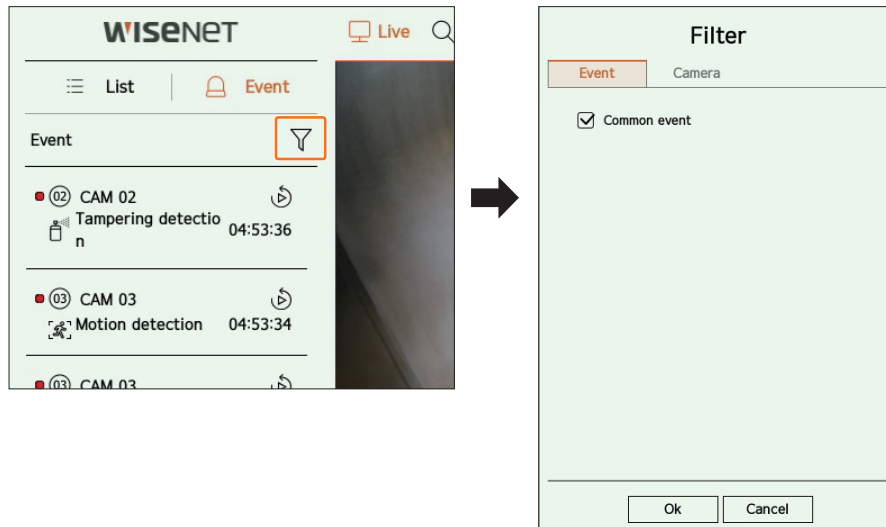 WISENET
Live
List
Event
Event
02 CAM 02
Tampering detectio
n
04:53:36
03 CAM 03
Motion detection 04:53:34
03 CAM 03
Filter
Event Camera
Common event
Ok Cancel